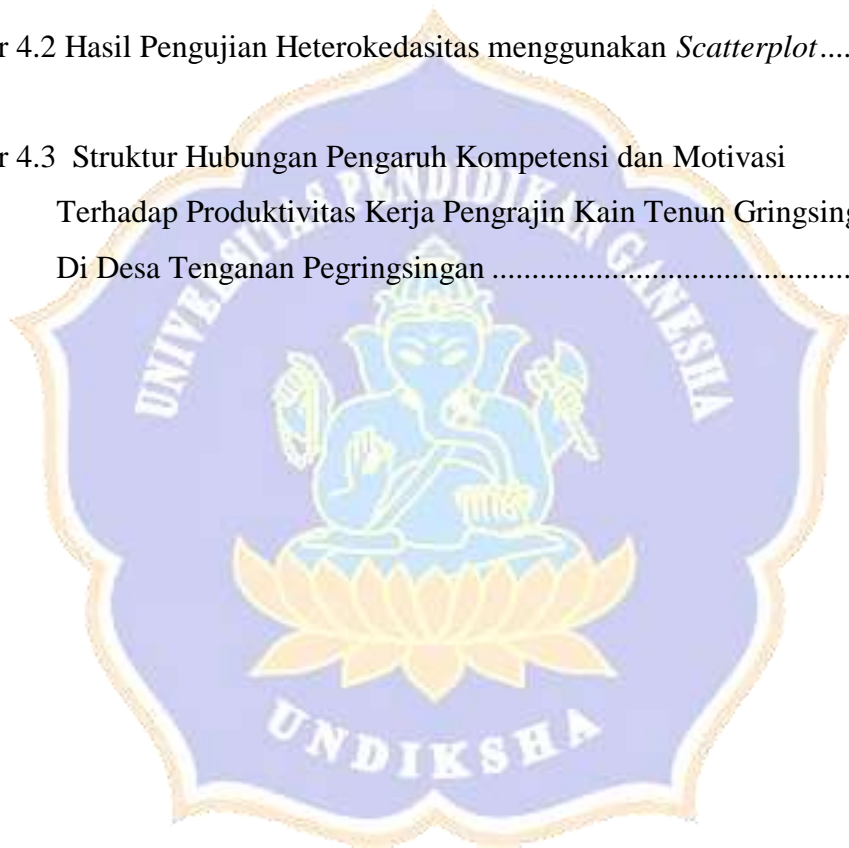 r 4.2 Hasil Pengujian Heterokedasitas menggunakan Scatterplot....
r 4.3 Struktur Hubungan Pengaruh Kompetensi dan Motivasi
Terhadap Produktivitas Kerja Pengrajin Kain Tenun Gringsing
Di Desa Tenganan Pegringsingan ......................................
UNIVERSITAS PENDIDIKAN GANESHA
UNDIKSHA